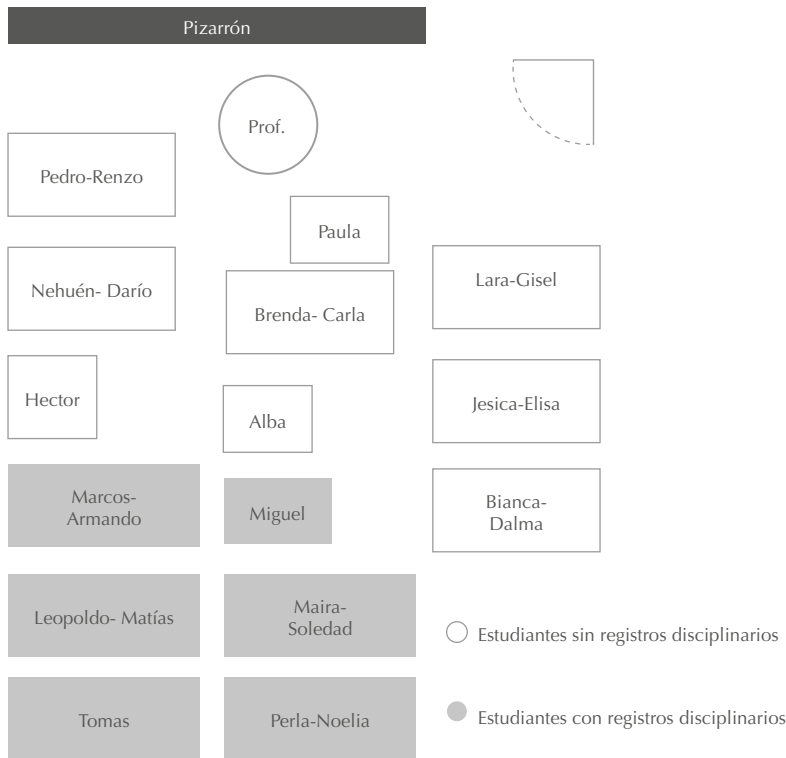 Pizarrón
Prof.
Pedro-Renzo
Paula
Nehuén- Darío
Brenda- Carla
Lara-Gisel
Hector
Alba
Jesica-Elisa
Marcos-
Armando
Miguel
Bianca-
Dalma
Leopoldo- Matías
Maira-
Soledad
Estudiantes sin registros disciplinarios
Tomas
Perla-Noelia
Estudiantes con registros disciplinarios